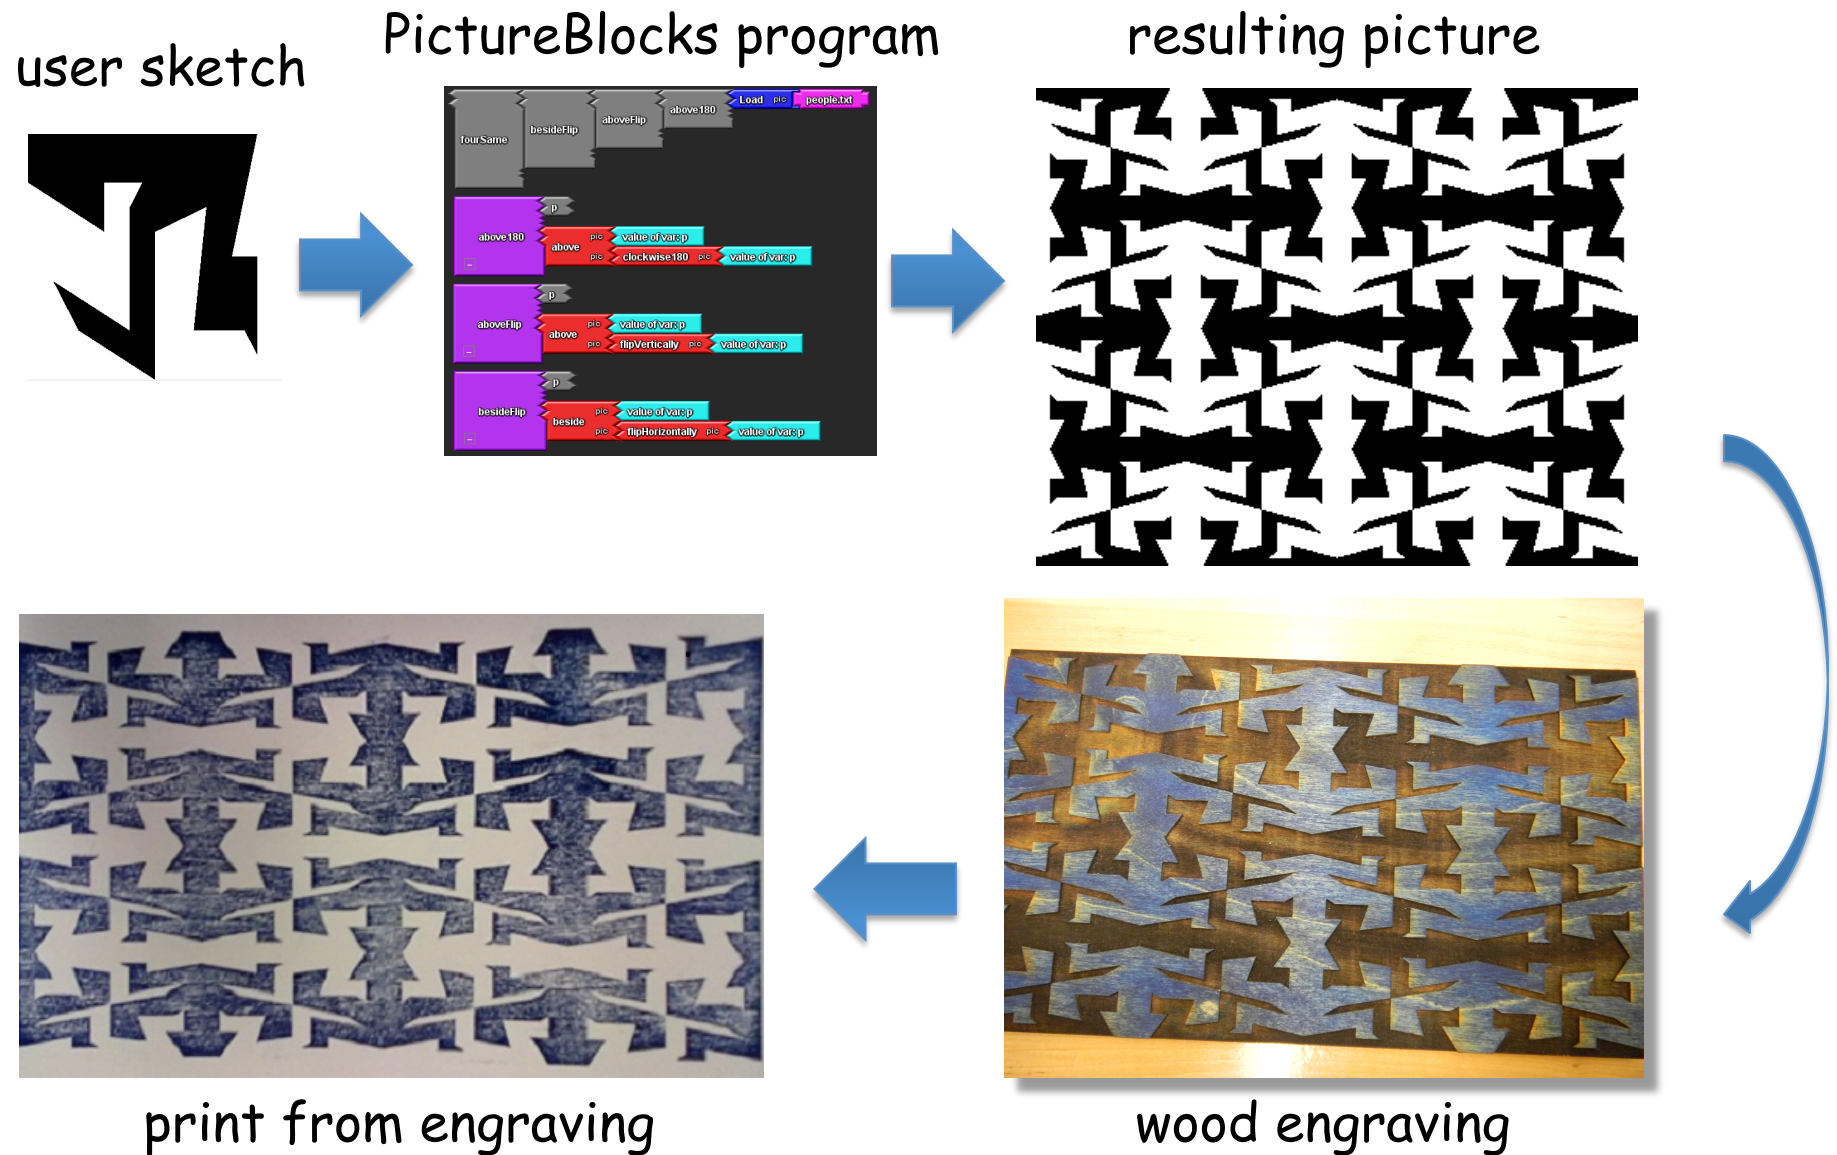 user sketch
PictureBlocks program
resulting picture
fourSame
besideFlip
aboveFlip
above180
Load pic people.txt
above180
p
above
pic value of var: p
pic clockwise180 pic value of var: p
aboveFlip
p
above
pic value of var: p
pic flipVertically pic value of var: p
besideFlip
p
beside
pic value of var: p
pic flipHorizontally pic value of var: p
print from engraving
wood engraving